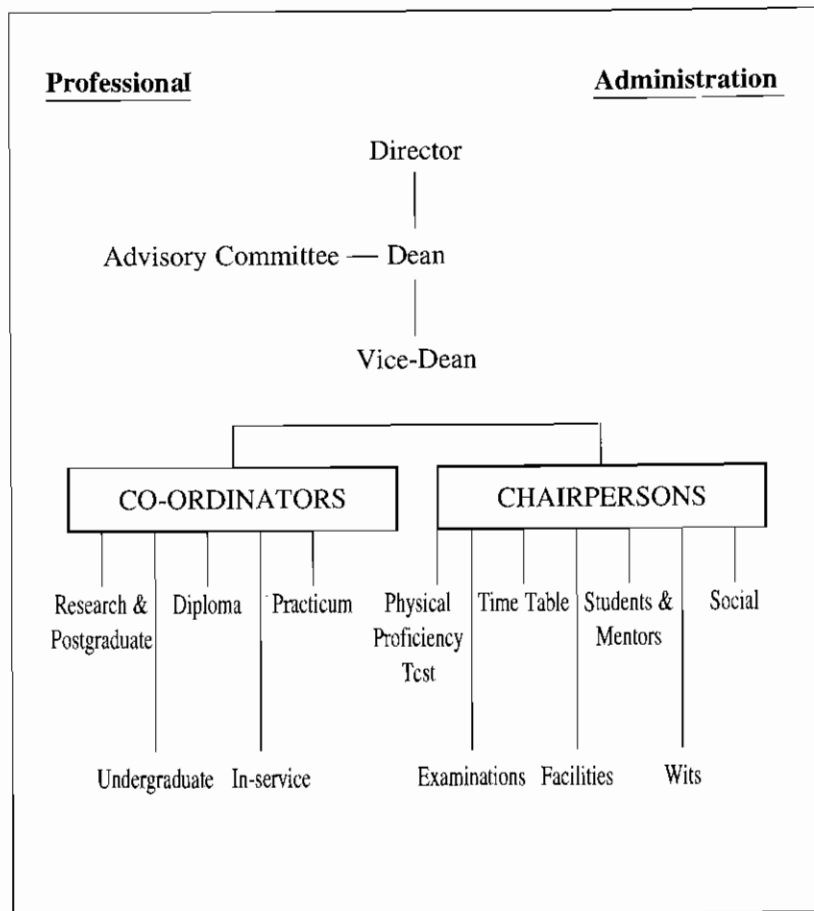 Professional Administration
Director
Advisory Committee — Dean
Vice-Dean
CO-ORDINATORS CHAIRPERSONS
Research & Diploma Practicum Physical Time Table Students & Social
Postgraduate Proficiency Mentors
Test
Undergraduate In-service Examinations Facilities Wits